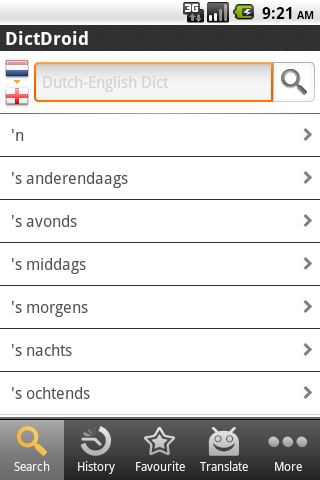 3G 9:21 AM
DictDroid
Dutch-English Dict
'n
's anderendaags
's avonds
's middags
's morgens
's nachts
's ochtends
Search History Favourite Translate More